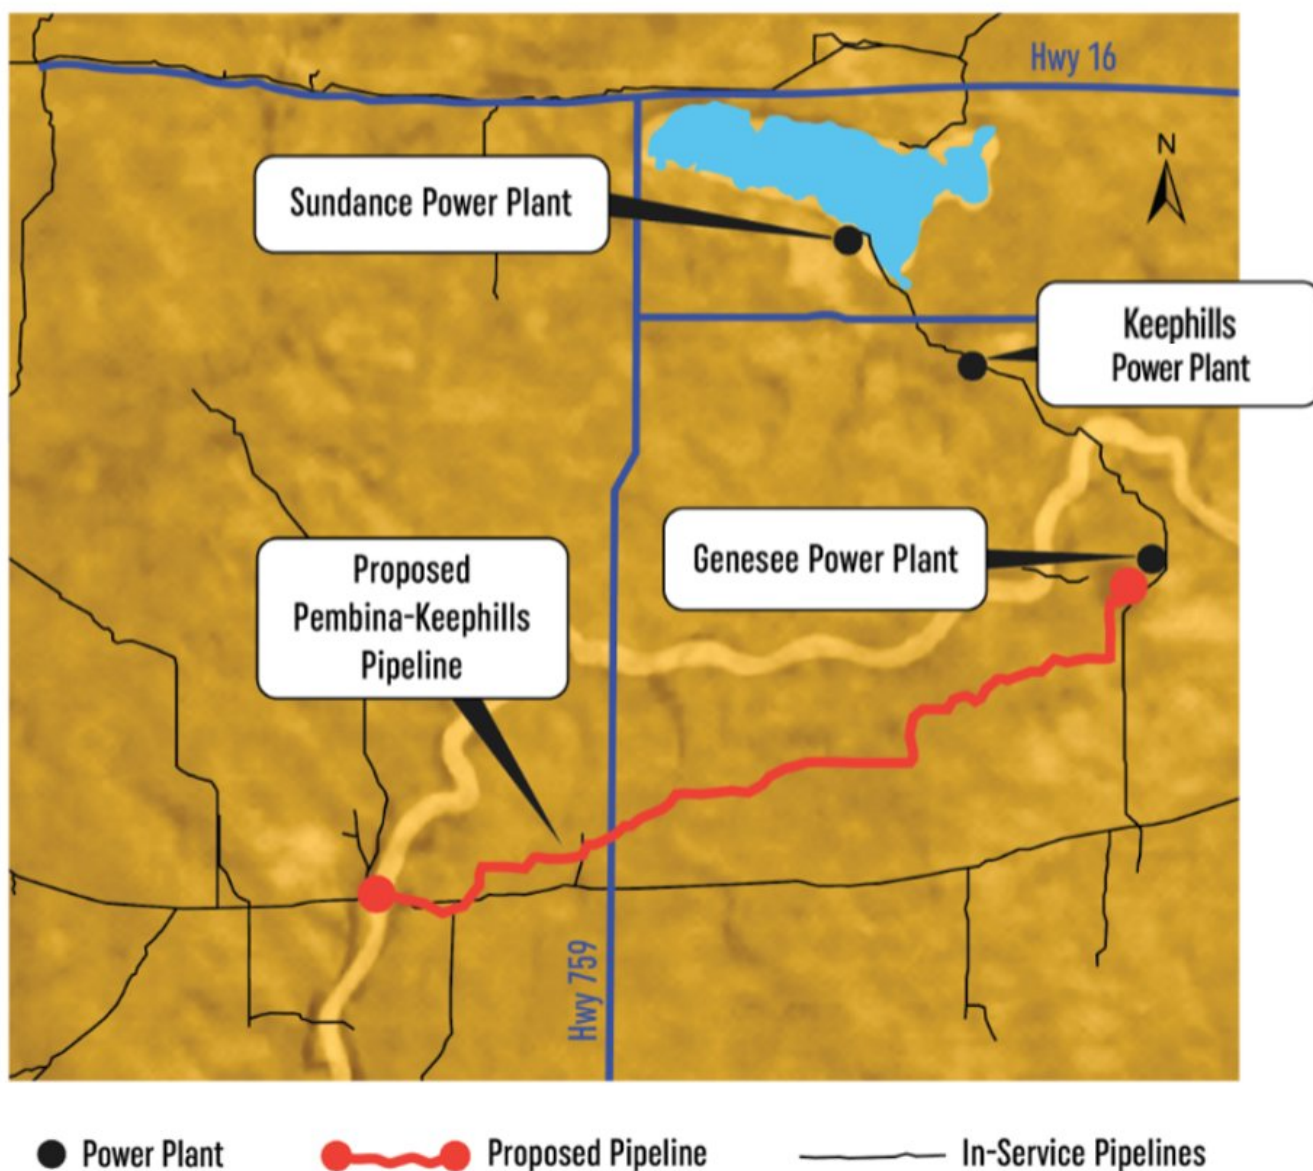 Hwy 16
N
Sundance Power Plant
Keephills
Power Plant
Genesee Power Plant
Proposed
Pembina-Keephills
Pipeline
Hwy 759
Power Plant
Proposed Pipeline
In-Service Pipelines